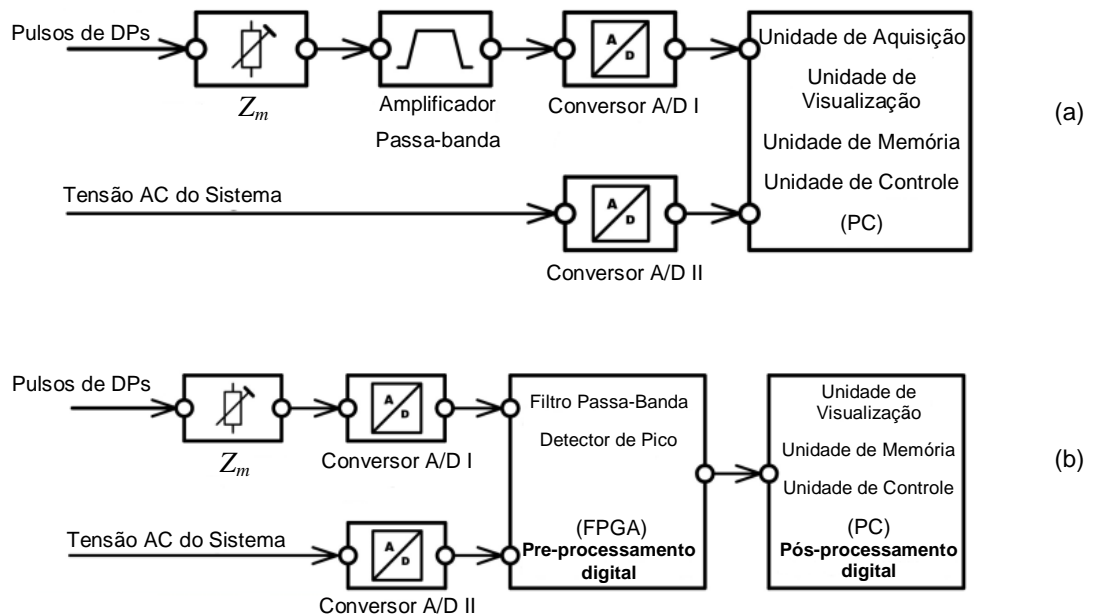 Pulsos de DPs
Z_m
Amplificador
Passa-banda
A
D
Conversor A/D I
Unidade de Aquisição
Unidade de
Visualização
Unidade de Memória
Unidade de Controle
(PC)
(a)
Tensão AC do Sistema
A
D
Conversor A/D II
Pulsos de DPs
Z_m
A
D
Conversor A/D I
Filtro Passa-Banda
Detector de Pico
(FPGA)
Pre-processamento
digital
Unidade de
Visualização
Unidade de Memória
Unidade de Controle
(PC)
Pós-processamento
digital
(b)
Tensão AC do Sistema
A
D
Conversor A/D II